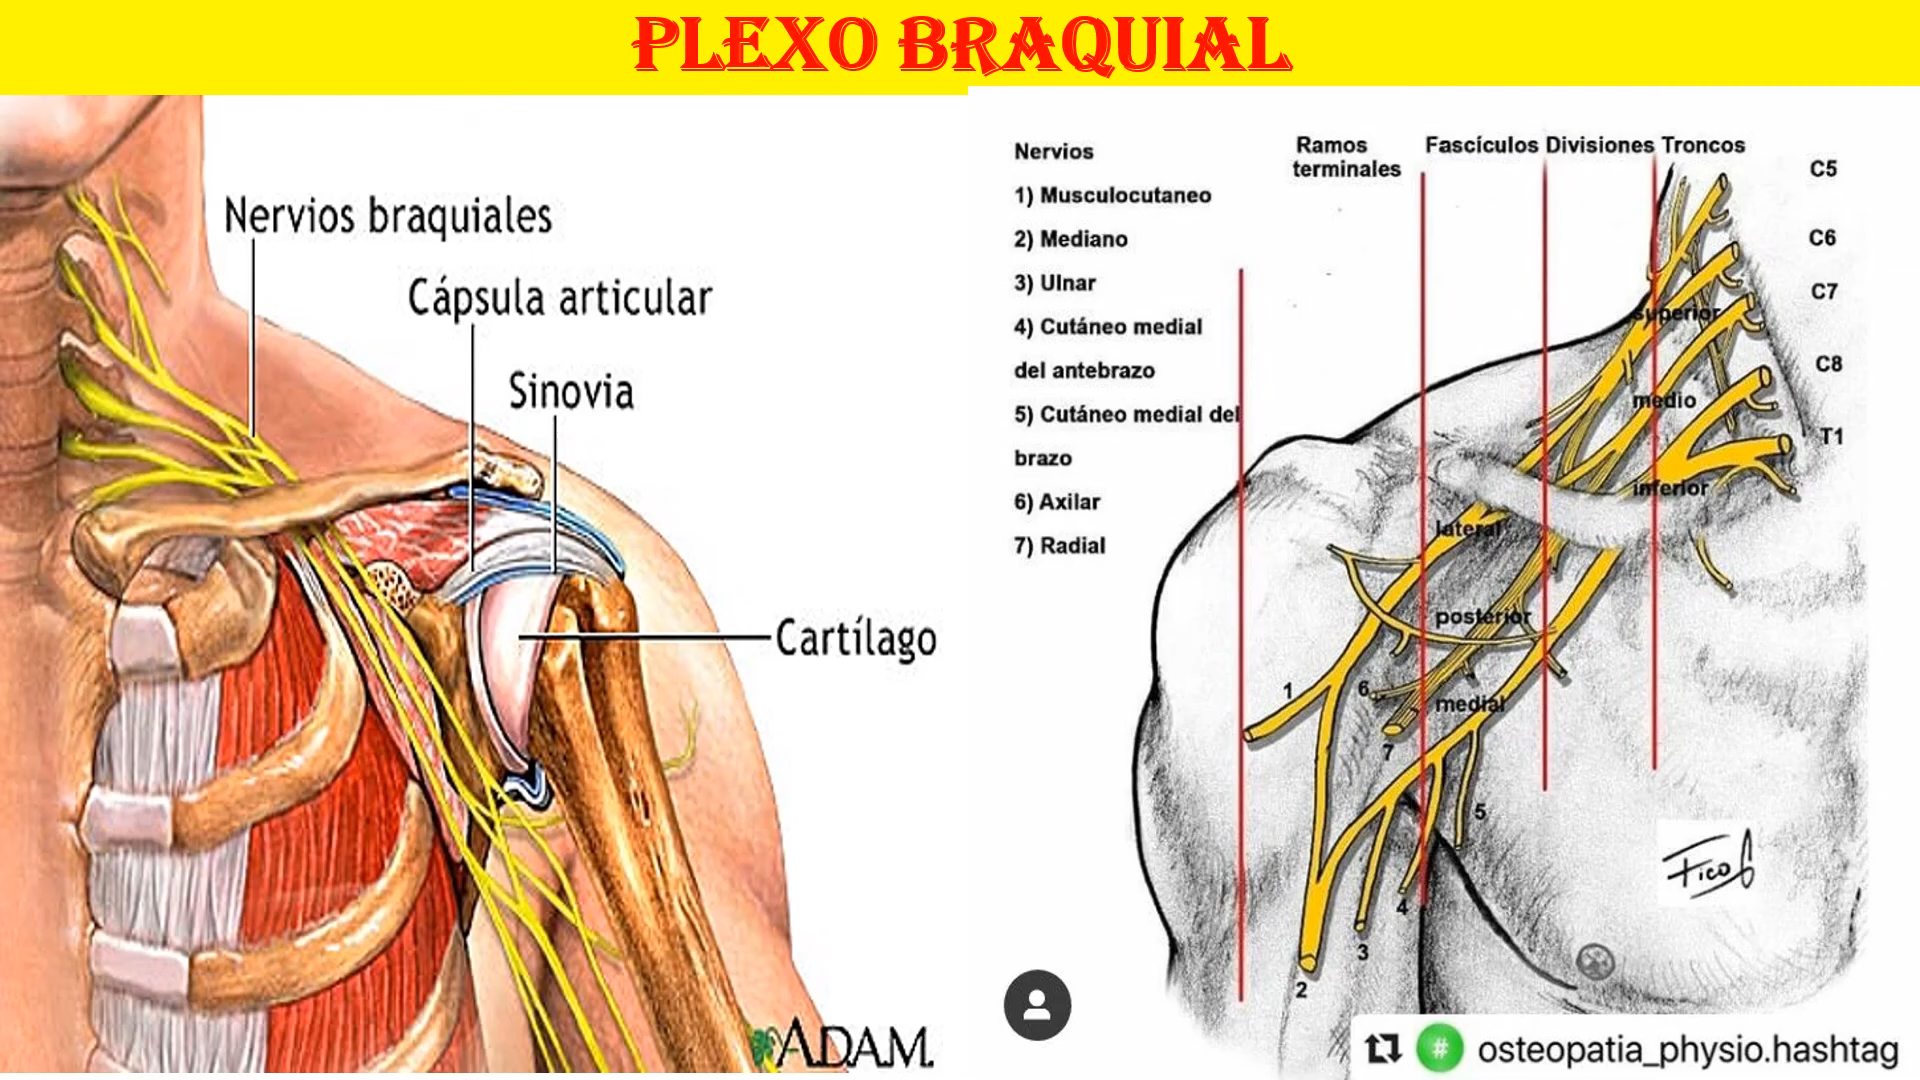 PLEXO BRAQUIAL
Nervios braquiales
Cápsula articular
Sinovia
Cartílago
A.D.A.M.
Nervios
1) Musculocutaneo
2) Mediano
3) Ulnar
4) Cutáneo medial
del antebrazo
5) Cutáneo medial del
brazo
6) Axilar
7) Radial
Ramos
terminales
Fascículos Divisiones Troncos
C5
C6
C7
C8
T1
superior
medio
inferior
lateral
posterior
medial
1
6
7
5
4
3
2
Fico G
# osteopatia_physio.hashtag